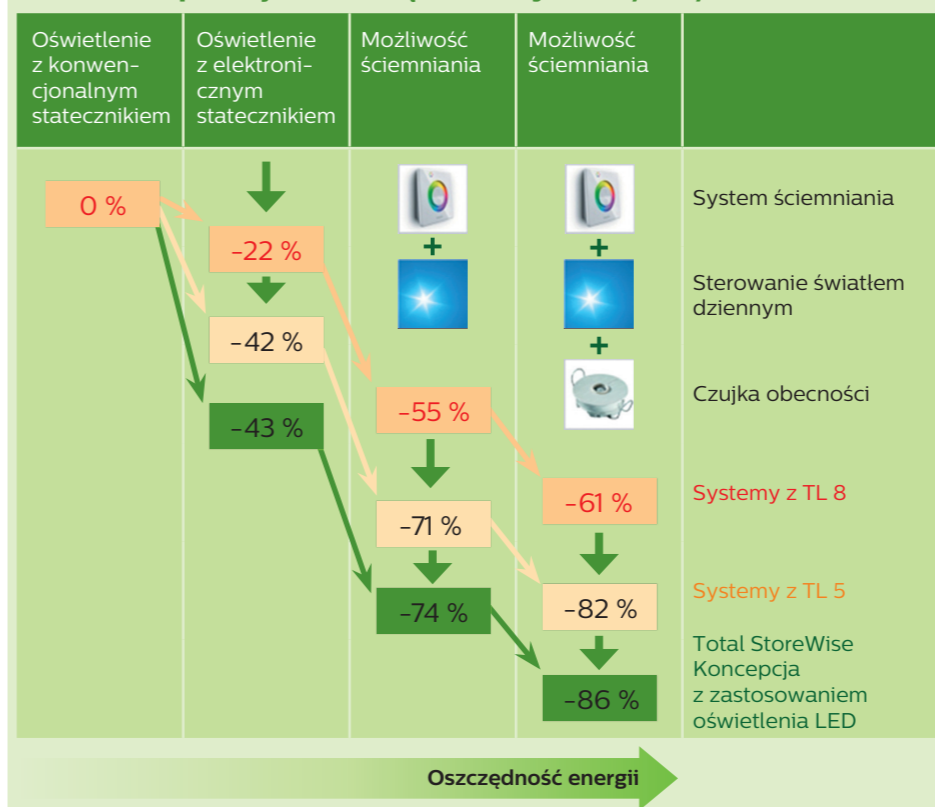 Oświetlenie
z konwen-
cjonalnym
statecznikiem
Oświetlenie
z elektroni-
cznym
statecznikiem
Możliwość
ściemniania
Możliwość
ściemniania
0 %
-22 %
-42 %
-43 %
+
-55 %
-71 %
-74 %
+
+
-61 %
-82 %
-86 %
System ściemniania
Sterowanie światłem
dziennym
Czujka obecności
Systemy z TL 8
Systemy z TL 5
Total StoreWise
Koncepcja
z zastosowaniem
oświetlenia LED
Oszczędność energii